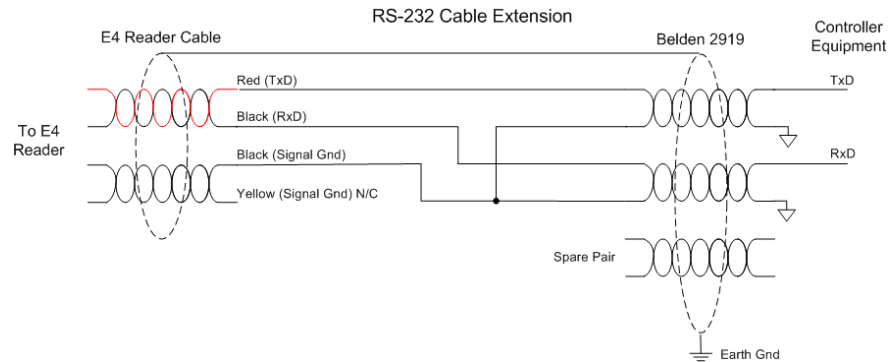 RS-232 Cable Extension
E4 Reader Cable
Belden 2919
Controller
Equipment
Red (TxD)
TxD
Black (RxD)
To E4
Reader
Black (Signal Gnd)
RxD
Yellow (Signal Gnd) N/C
Spare Pair
Earth Gnd